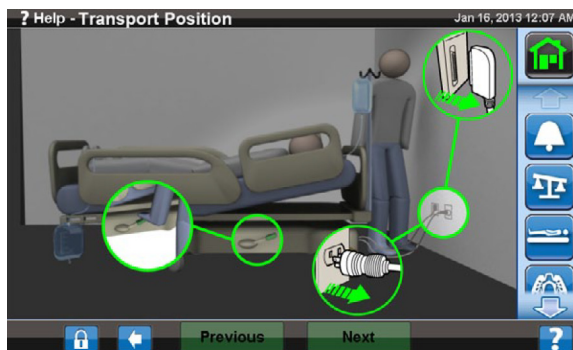 ? Help - Transport Position
Jan 16, 2013 12:07 AM
Previous
Next
?